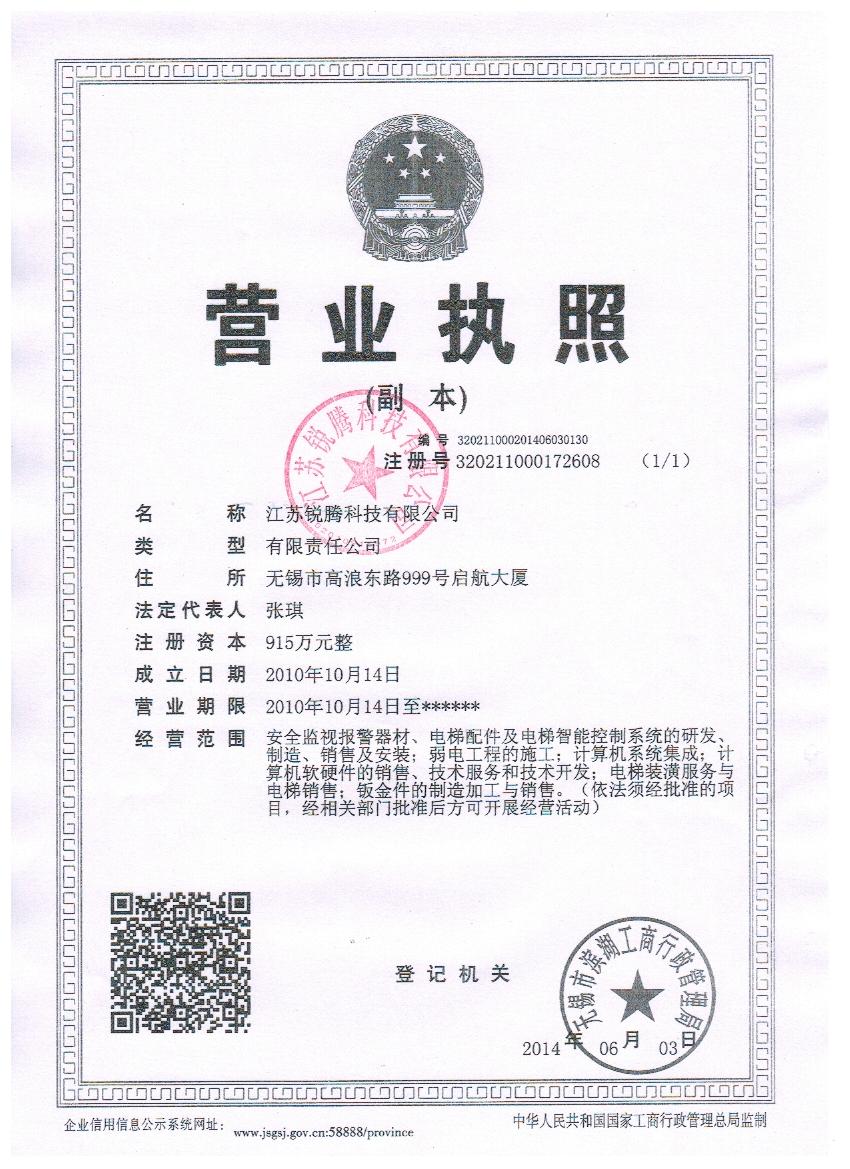 营业执照
(副 本)
编 号 320211000201406030130
注册号 320211000172608 (1/1)
江苏锐腾科技有限公司
名 称 江苏锐腾科技有限公司
类 型 有限责任公司
住 所 无锡市高浪东路999号启航大厦
法定代表人 张琪
注册资本 915万元整
成立日期 2010年10月14日
营业期限 2010年10月14日至******
经营范围 安全监视报警器材、电梯配件及电梯智能控制系统的研发、
制造、销售及安装；弱电工程的施工；计算机系统集成；计
算机软硬件的销售、技术服务和技术开发；电梯装潢服务与
电梯销售；钣金件的制造加工与销售。（依法须经批准的项
目，经相关部门批准后方可开展经营活动）
登记机关
无锡市滨湖工商行政管理局
2014年 06月 03日
企业信用信息公示系统网址： www.jsgsj.gov.cn:58888/province
中华人民共和国国家工商行政管理总局监制